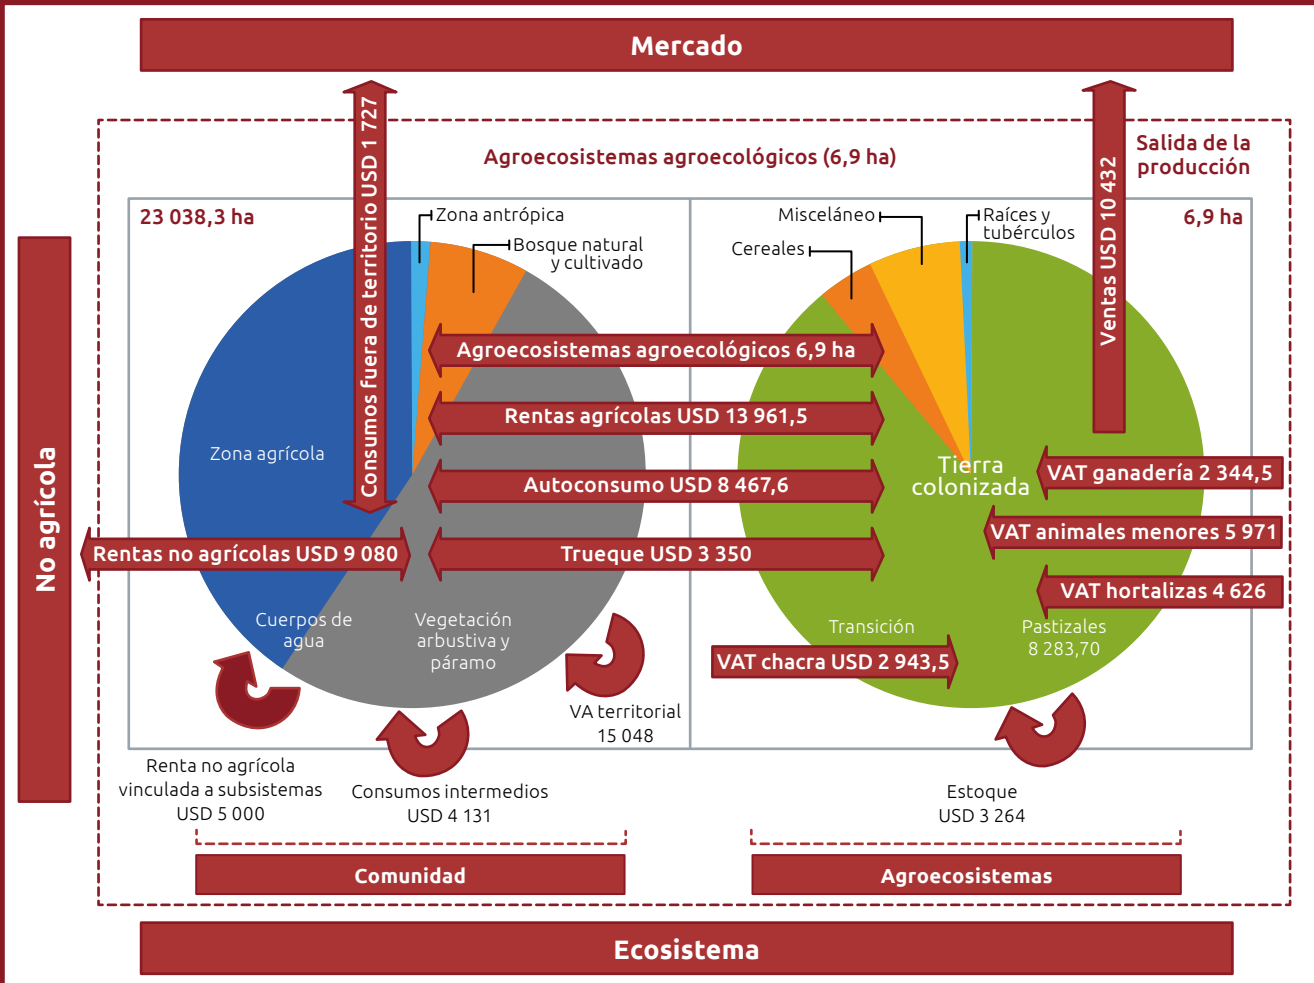 Mercado
Consumos fuera de territorio USD 1 727
Agroecosistemas agroecológicos (6,9 ha)
Salida de la
producción
Ventas USD 10 432
23 038,3 ha
Zona antrópica
Bosque natural
y cultivado
Misceláneo
Cereales
Raíces y
tubérculos
6,9 ha
Agroecosistemas agroecológicos 6,9 ha
Rentas agrícolas USD 13 961,5
Zona agrícola
Autoconsumo USD 8 467,6
Tierra
colonizada
VAT ganadería 2 344,5
VAT animales menores 5 971
No agrícola
Rentas no agrícolas USD 9 080
Trueque USD 3 350
VAT hortalizas 4 626
Cuerpos de
agua
Vegetación
arbustiva y
páramo
Transición
Pastizales
8 283,70
VAT chacra USD 2 943,5
VA territorial
15 048
Renta no agrícola
vinculada a subsistemas
USD 5 000
Consumos intermedios
USD 4 131
Estoque
USD 3 264
Comunidad
Agroecosistemas
Ecosistema